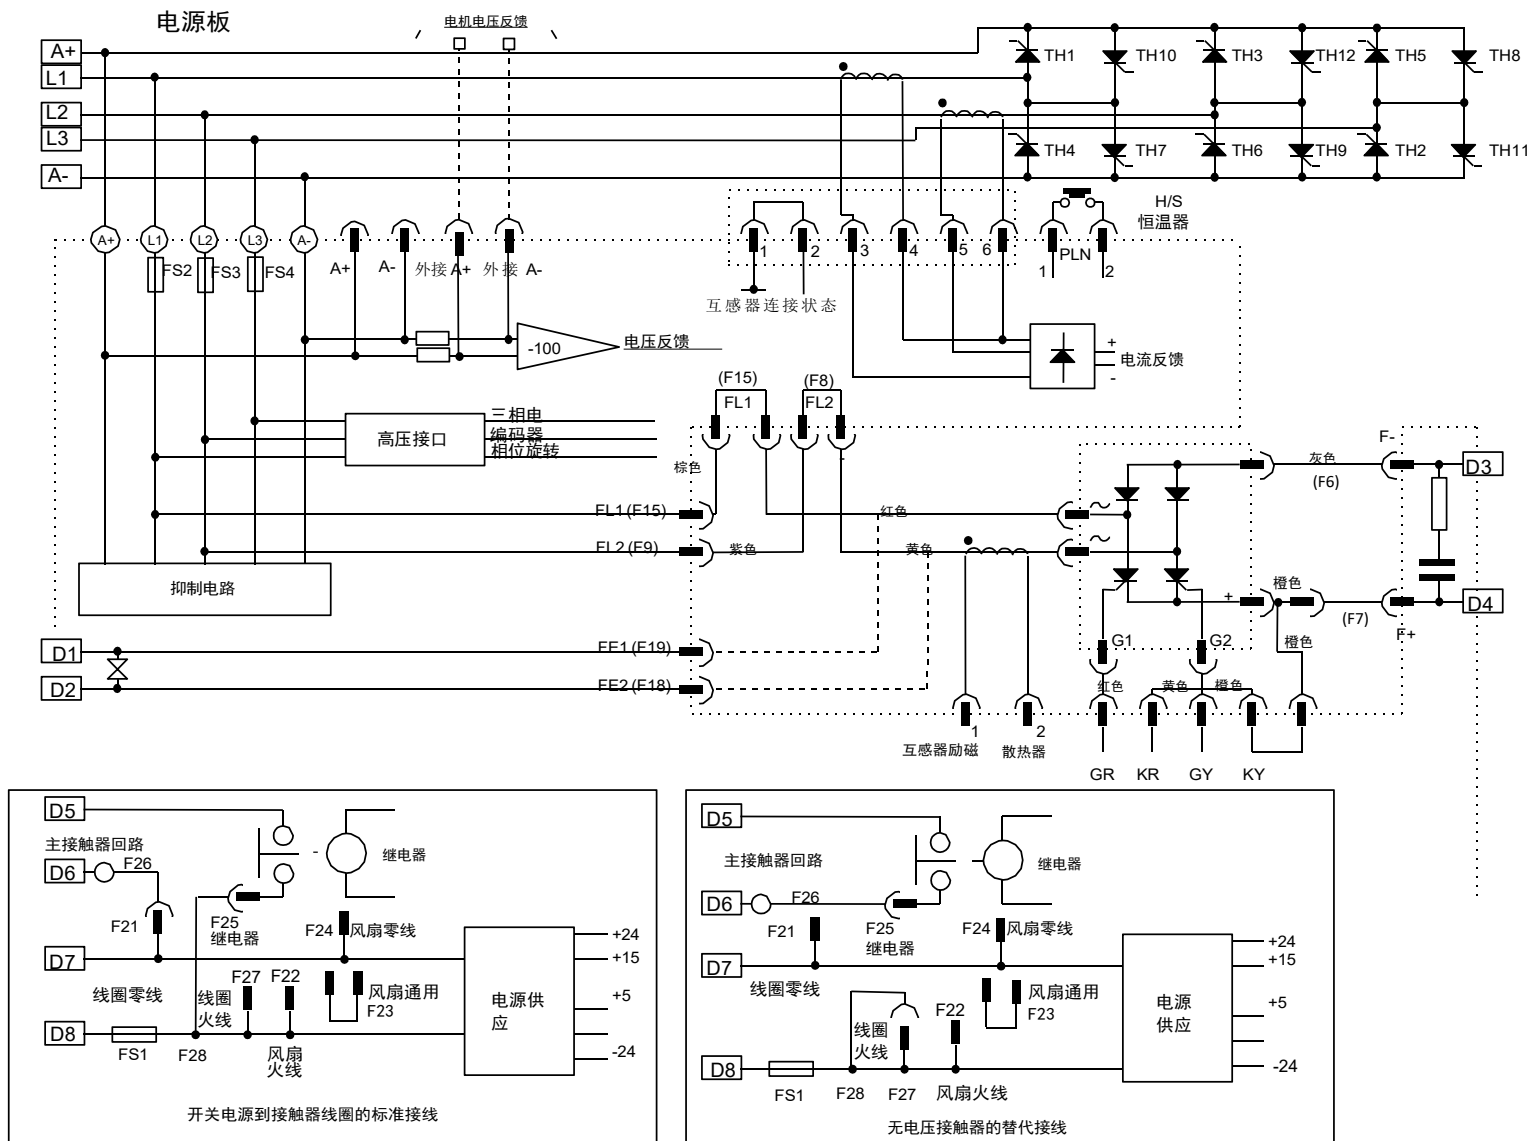 电源板
电机电压反馈
A+
L1
L2
L3
A-
TH1
TH10
TH3
TH12
TH5
TH8
TH4
TH7
TH6
TH9
TH2
TH11
H/S
恒温器
A+
L1
L2
L3
A-
FS2
FS3
FS4
A+
A-
外接 A+
外接 A-
1
2
3
4
5
6
PLN
1
2
互感器连接状态
-100
电压反馈
+
电流反馈
-
(F15)
FL1
(F8)
FL2
高压接口
三相电
编码器
相位旋转
棕色
-
F-
灰色
(F6)
D3
FL1(F15)
红色
FL2(F9)
紫色
黄色
抑制电路
+
橙色
(F7)
F+
D4
橙色
D1
FE1(F19)
G1
G2
D2
FE2(F18)
红色
黄色
橙色
1
2
互感器励磁
散热器
GR
KR
GY
KY
D5
主接触器回路
D6
F26
-
继电器
F21
F25
继电器
F24
风扇零线
D7
线圈零线
线圈
火线
F27
F22
风扇通用
F23
电源供
应
+24
+15
+5
-24
D8
FS1
F28
风扇
火线
开关电源到接触器线圈的标准接线
D5
主接触器回路
继电器
D6
F26
F21
F25
继电器
F24
风扇零线
D7
线圈零线
线圈
火线
F22
风扇通用
F23
电源
供应
+24
+15
+5
-24
D8
FS1
F28
F27
风扇火线
无电压接触器的替代接线